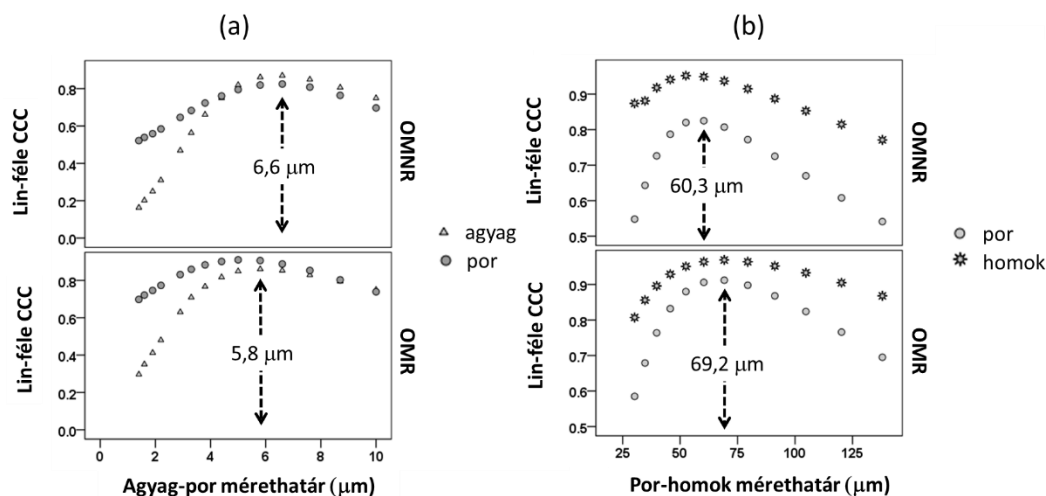 (a)
Lin-féle CCC
0.8
0.6
0.4
0.2
0.0
6,6 μm
OMNR
Lin-féle CCC
0.8
0.6
0.4
0.2
0.0
5,8 μm
OMR
0 2 4 6 8 10
Agyag-por mérethatár (μm)
agyag
por
(b)
Lin-féle CCC
0.9
0.8
0.7
0.6
0.5
60,3 μm
OMNR
Lin-féle CCC
0.9
0.8
0.7
0.6
0.5
69,2 μm
OMR
25 50 75 100 125
Por-homok mérethatár (μm)
por
homok